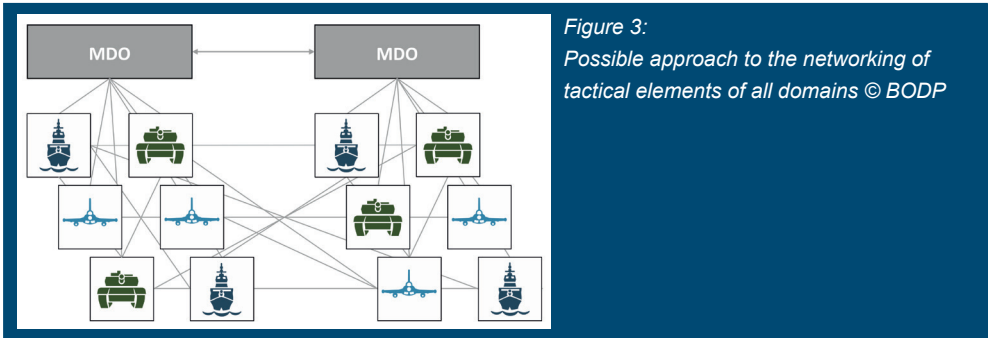 MDO
MDO
Figure 3:
Possible approach to the networking of
tactical elements of all domains © BODP